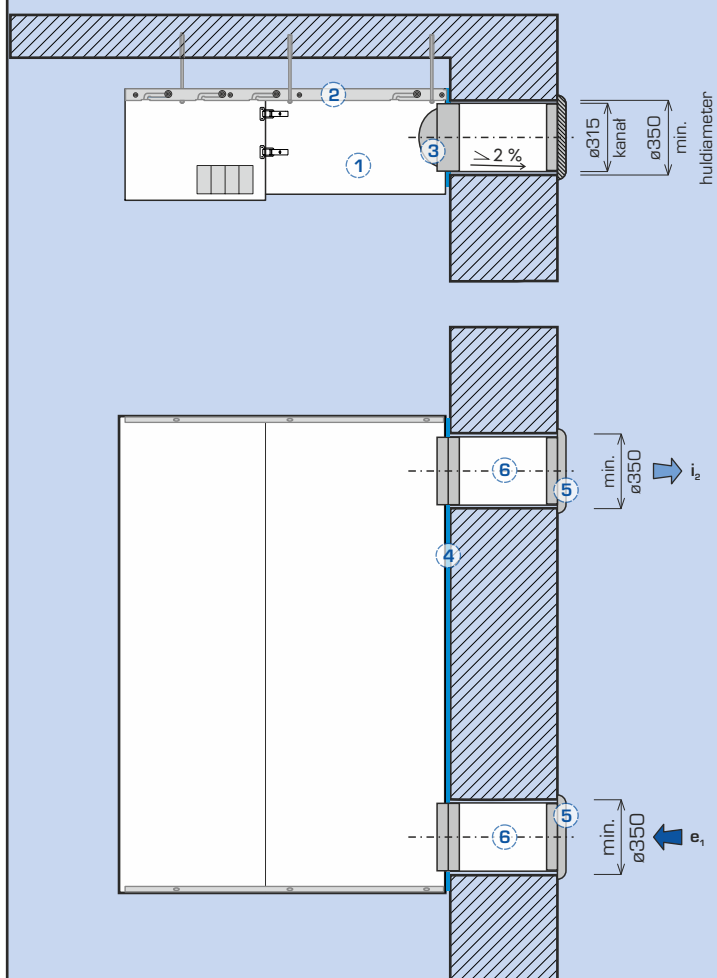 2
1
3
≥ 2 %
ø315
kanał
ø350
min.
huldiameter
6
5
min.
ø350
i₂
4
5
6
min.
ø350
e₁